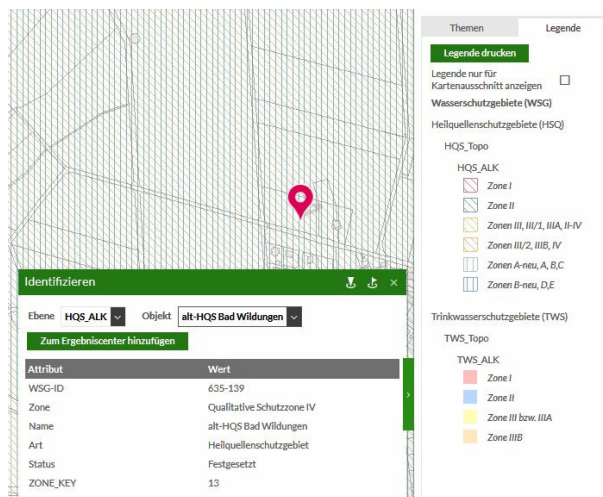 Themen
Legende
Legende drucken
Legende nur für
Kartenausschnitt anzeigen
Wasserschutzgebiete (WSG)
Heilquellenschutzgebiete (HSQ)
HQS_Topo
HQS_ALK
Zone I
Zone II
Zonen III, III/1, IIIA, II-IV
Zonen III/2, IIIB, IV
Zonen A-neu, A, B,C
Zonen B-neu, D,E
Trinkwasserschutzgebiete (TWS)
TWS_Topo
TWS_ALK
Zone I
Zone II
Zone III bzw. IIIA
Zone IIIB
Identifizieren
Ebene HQS_ALK Objekt alt-HQS Bad Wildungen
Zum Ergebniscenter hinzufügen
Attribut Wert
WSG-ID 635-139
Zone Qualitative Schutzzone IV
Name alt-HQS Bad Wildungen
Art Heilquellenschutzgebiet
Status Festgesetzt
ZONE_KEY 13